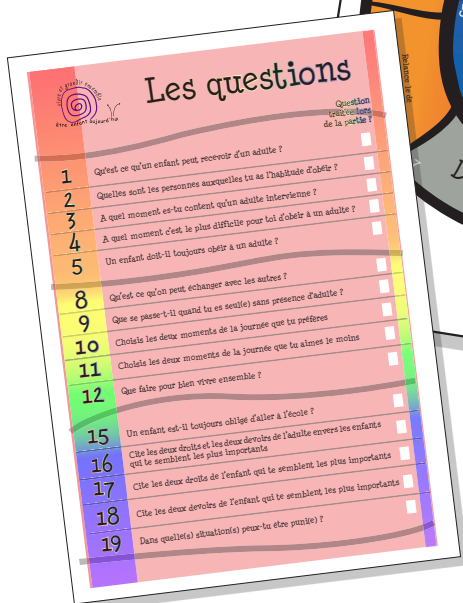 vivre et grandir ensemble
être enfant aujourd'hui
Les questions
Question
traitée lors
de la partie ?
1 Qu'est ce qu'un enfant peut recevoir d'un adulte ?
2 Quelles sont les personnes auxquelles tu as l'habitude d'obéir ?
3 A quel moment es-tu content qu'un adulte intervienne ?
4 A quel moment c'est le plus difficile pour toi d'obéir à un adulte ?
5 Un enfant doit-il toujours obéir à un adulte ?
8 Qu'est ce qu'on peut échanger avec les autres ?
9 Que se passe-t-il quand tu es seul(e) sans présence d'adulte ?
10 Choisis les deux moments de la journée que tu préfères
11 Choisis les deux moments de la journée que tu aimes le moins
12 Que faire pour bien vivre ensemble ?
15 Un enfant est-il toujours obligé d'aller à l'école ?
16 Cite les deux droits et les deux devoirs de l'adulte envers les enfants
qui te semblent les plus importants
17 Cite les deux droits de l'enfant qui te semblent les plus importants
18 Cite les deux devoirs de l'enfant qui te semblent les plus importants
19 Dans quelle(s) situation(s) peux-tu être puni(e) ?